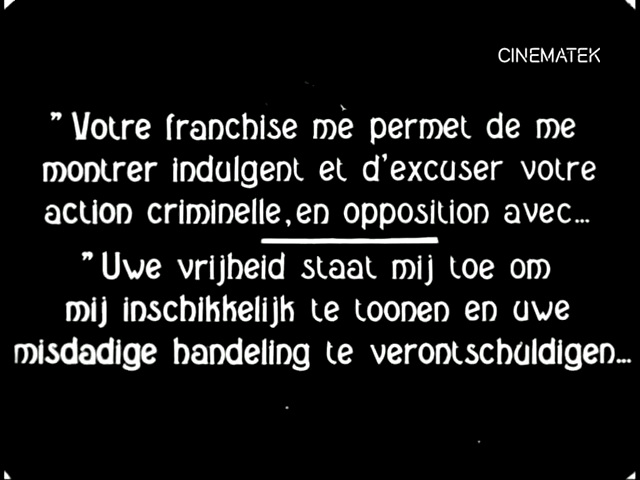 CINEMATEK
" Votre franchise me permet de me
montrer indulgent et d'excuser votre
action criminelle, en opposition avec...
" Uwe vrijheid staat mij toe om
mij inschikkelijk te toonen en uwe
misdadige handeling te verontschuldigen...